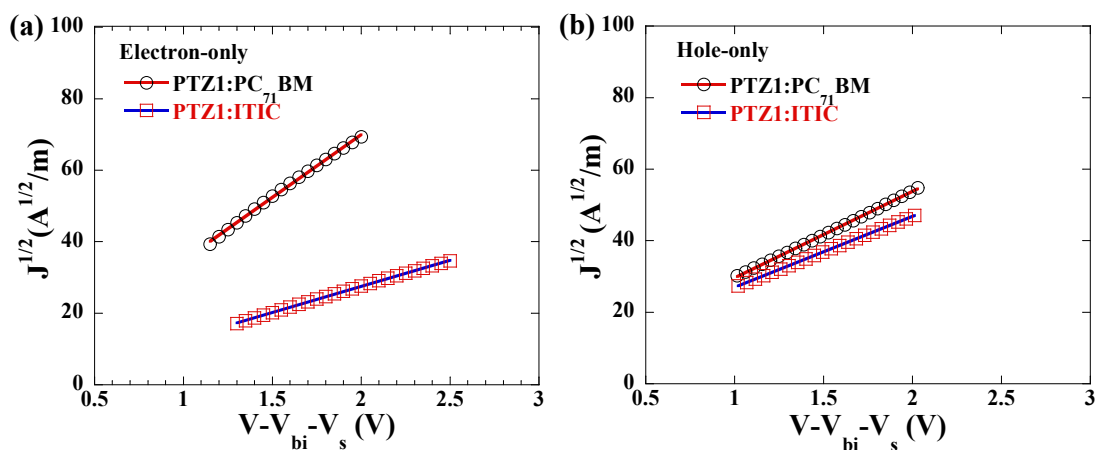 (a)
Electron-only
PTZ1:PC71BM
PTZ1:ITIC
J1/2(A1/2/m)
100
80
60
40
20
0
0.5 1 1.5 2 2.5 3
V-Vbi-Vs (V)
(b)
Hole-only
PTZ1:PC71BM
PTZ1:ITIC
J1/2(A1/2/m)
100
80
60
40
20
0
0.5 1 1.5 2 2.5 3
V-Vbi-Vs (V)